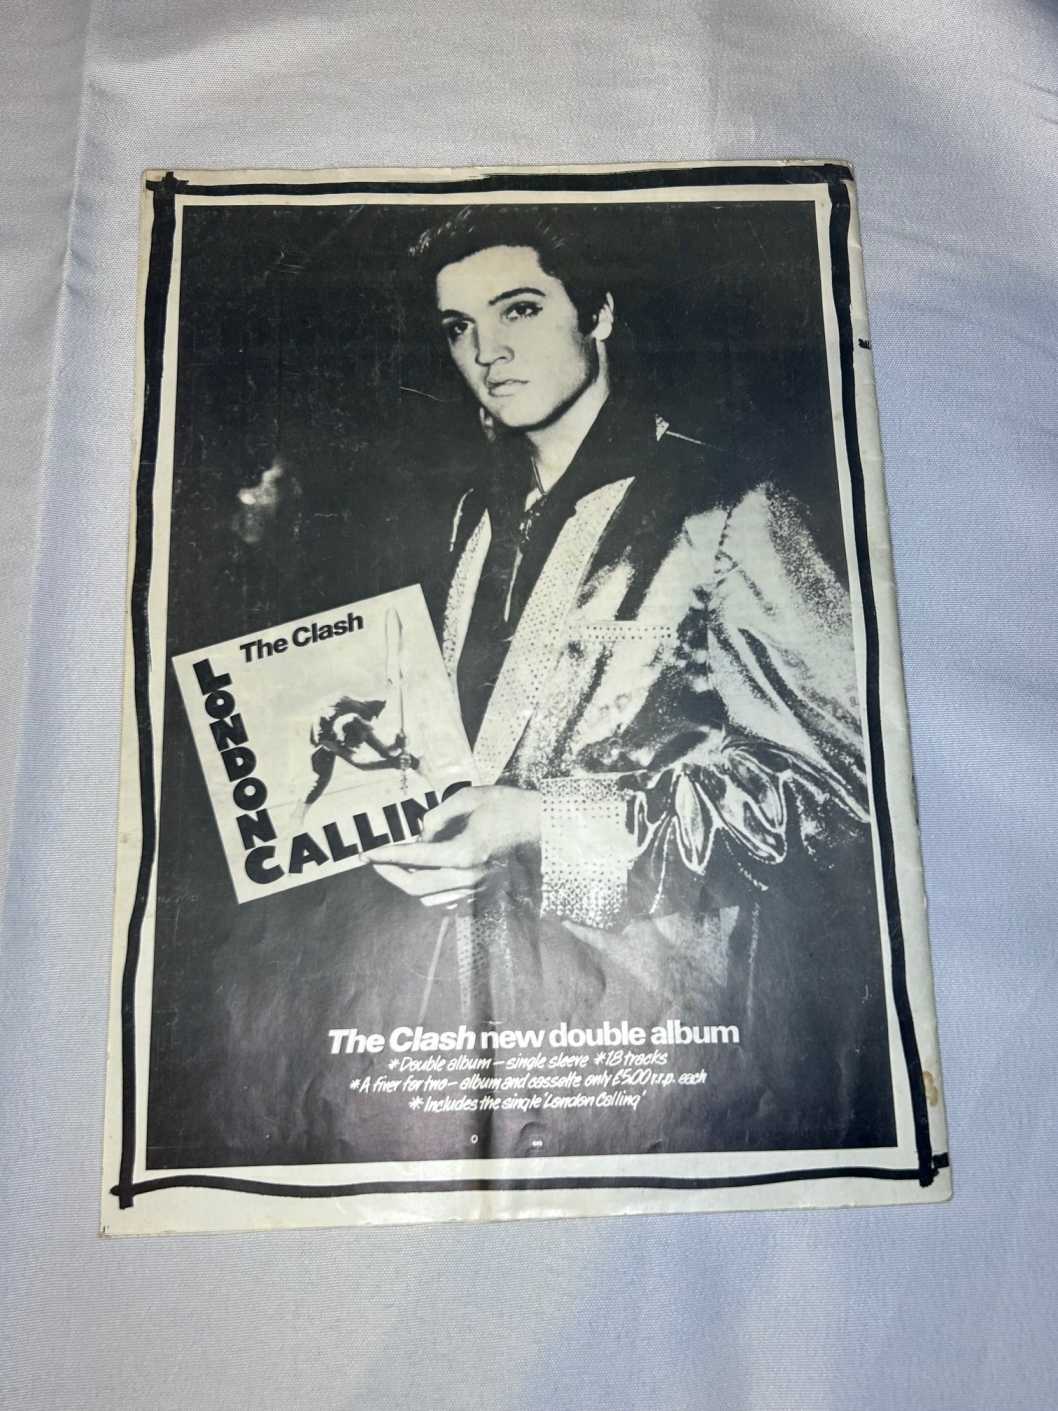 The Clash
LONDON
CALLING
The Clash new double album
*Double album – single sleeve *18 tracks
*A fiver for two – album and cassette only £5.00 r.r.p. each
*Includes the single 'London Calling'